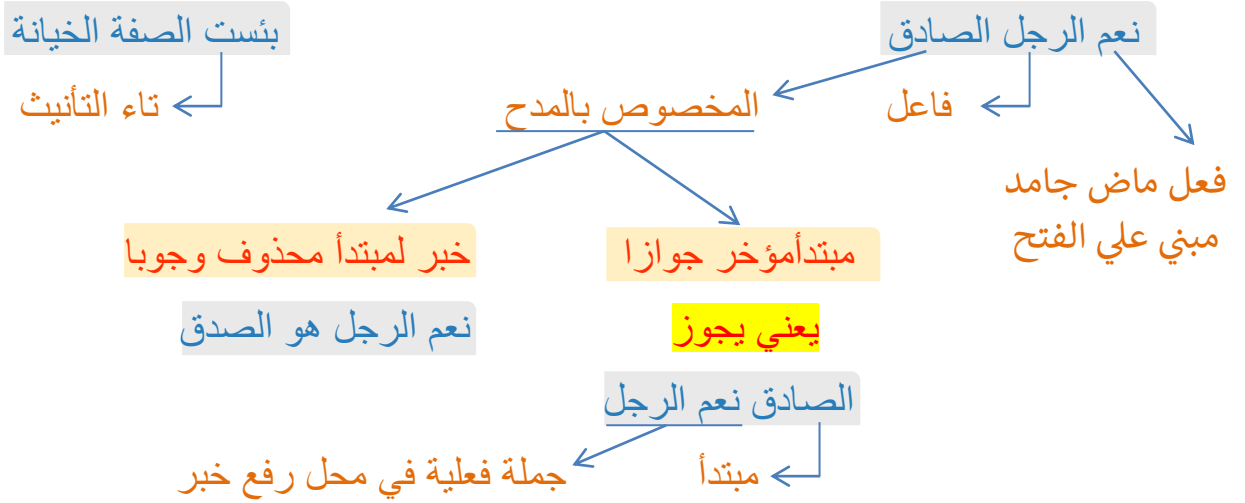 نعم الرجل الصادق
بئست الصفة الخيانة
فاعل
المخصوص بالمدح
تاء التأنيث
فعل ماض جامد
مبني علي الفتح
مبتدأمؤخر جوازا
خبر لمبتدأ محذوف وجوبا
يعني يجوز
نعم الرجل هو الصدق
الصادق نعم الرجل
مبتدأ
جملة فعلية في محل رفع خبر